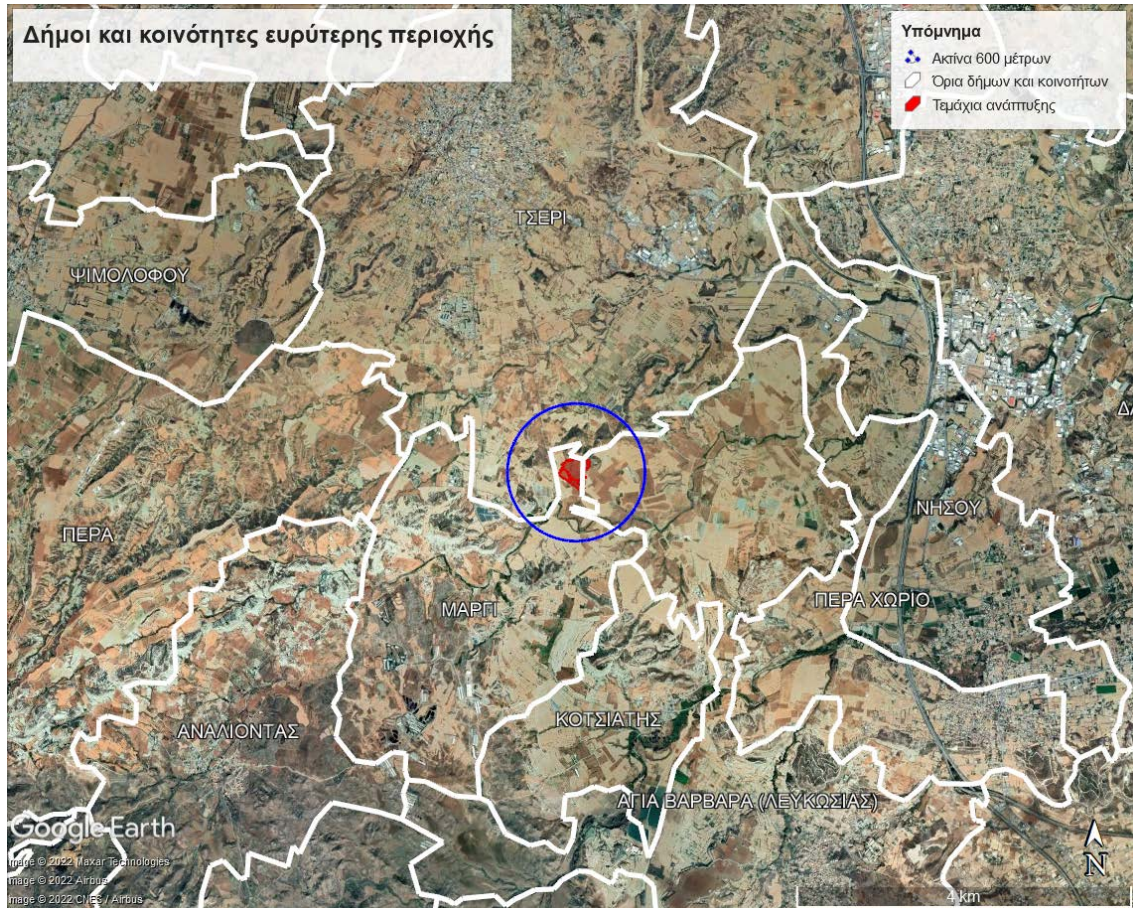 Δήμοι και κοινότητες ευρύτερης περιοχής
Υπόμνημα
Ακτίνα 600 μέτρων
Όρια δήμων και κοινοτήτων
Τεμάχια ανάπτυξης
ΤΣΕΡΙ
ΨΙΜΟΛΟΦΟΥ
ΔΑ
ΝΗΣΟΥ
ΠΕΡΑ
ΠΕΡΑ ΧΩΡΙΟ
ΜΑΡΓΙ
ΚΟΤΣΙΑΤΗΣ
ΑΝΑΛΙΟΝΤΑΣ
ΑΓΙΑ ΒΑΡΒΑΡΑ (ΛΕΥΚΩΣΙΑΣ)
Google Earth
Image © 2022 Maxar Technologies
Image © 2022 Airbus
Image © 2022 CNES / Airbus
N
4 km